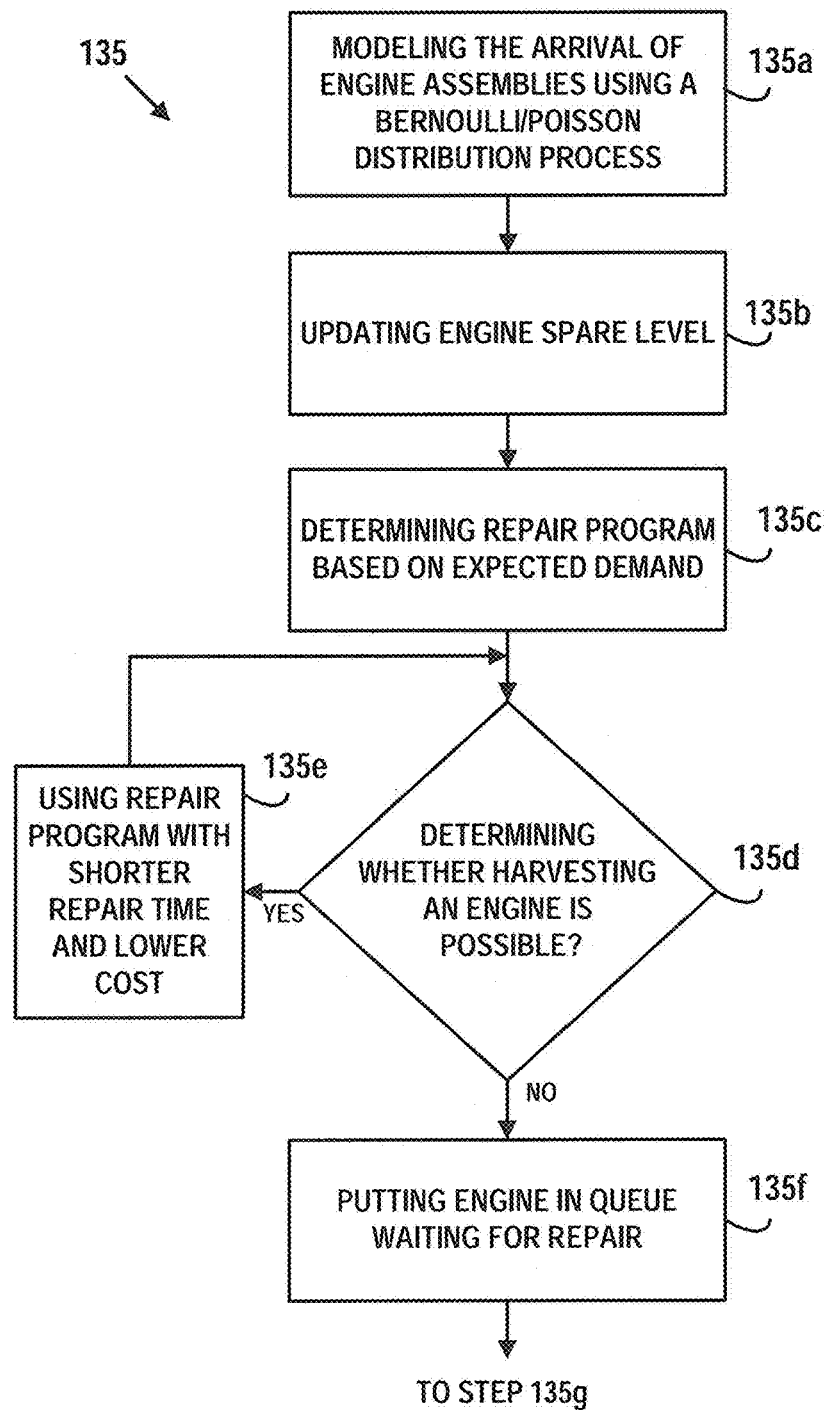 135
MODELING THE ARRIVAL OF
ENGINE ASSEMBLIES USING A
BERNOULLI/POISSON
DISTRIBUTION PROCESS
135a
UPDATING ENGINE SPARE LEVEL
135b
DETERMINING REPAIR PROGRAM
BASED ON EXPECTED DEMAND
135c
USING REPAIR
PROGRAM WITH
SHORTER
REPAIR TIME
AND LOWER
COST
135e
YES
DETERMINING
WHETHER HARVESTING
AN ENGINE IS
POSSIBLE?
135d
NO
PUTTING ENGINE IN QUEUE
WAITING FOR REPAIR
135f
TO STEP 135g